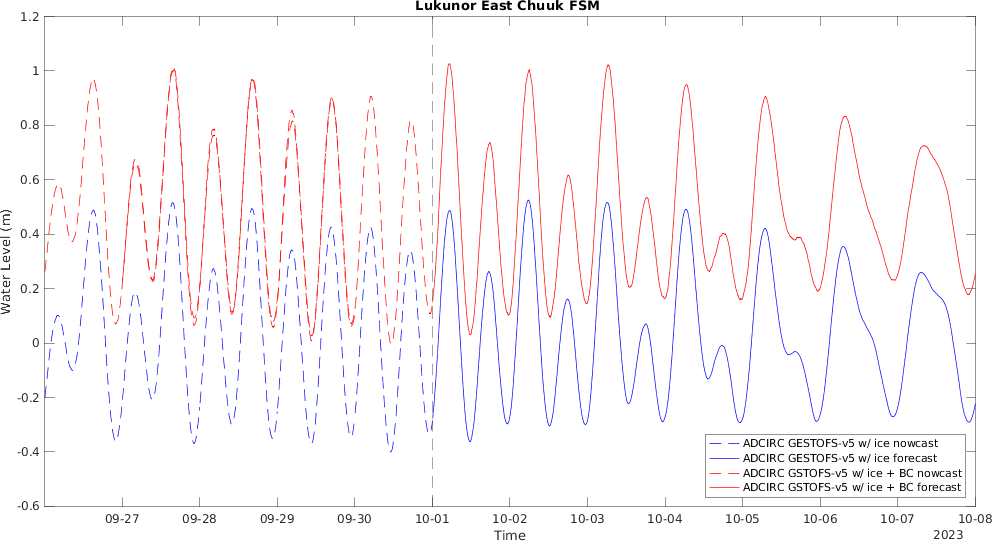 Lukunor East Chuuk FSM
1.2
1
0.8
0.6
0.4
0.2
0
-0.2
-0.4
-0.6
Water Level (m)
ADCIRC GESTOFS-v5 w/ ice nowcast
ADCIRC GESTOFS-v5 w/ ice forecast
ADCIRC GSTOFS-v5 w/ ice + BC nowcast
ADCIRC GSTOFS-v5 w/ ice + BC forecast
09-27 09-28 09-29 09-30 10-01 10-02 10-03 10-04 10-05 10-06 10-07 10-08
Time
2023